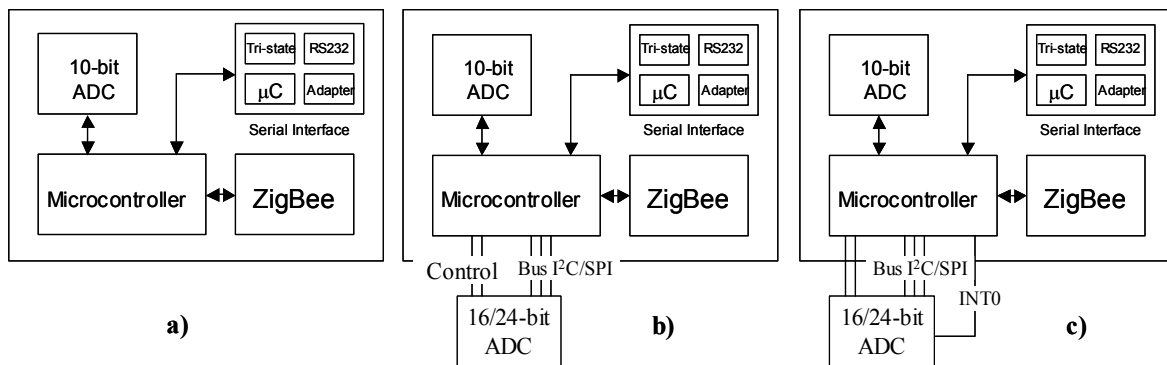 10-bit
ADC
Tri-state
RS232
μC
Adapter
Serial Interface
Microcontroller
ZigBee
a)
10-bit
ADC
Tri-state
RS232
μC
Adapter
Serial Interface
Microcontroller
ZigBee
Control
Bus I²C/SPI
16/24-bit
ADC
b)
10-bit
ADC
Tri-state
RS232
μC
Adapter
Serial Interface
Microcontroller
ZigBee
Bus I²C/SPI
INT0
16/24-bit
ADC
c)